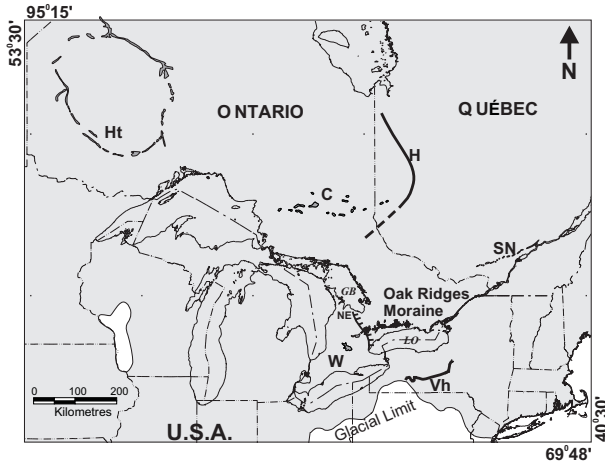 95°15'
53°30'
N
ONTARIO
QUÉBEC
Ht
H
C
SN
GB
Oak Ridges
Moraine
NE
LO
W
Vh
0 100 200
Kilometres
Glacial Limit
U.S.A.
40°30'
69°48'